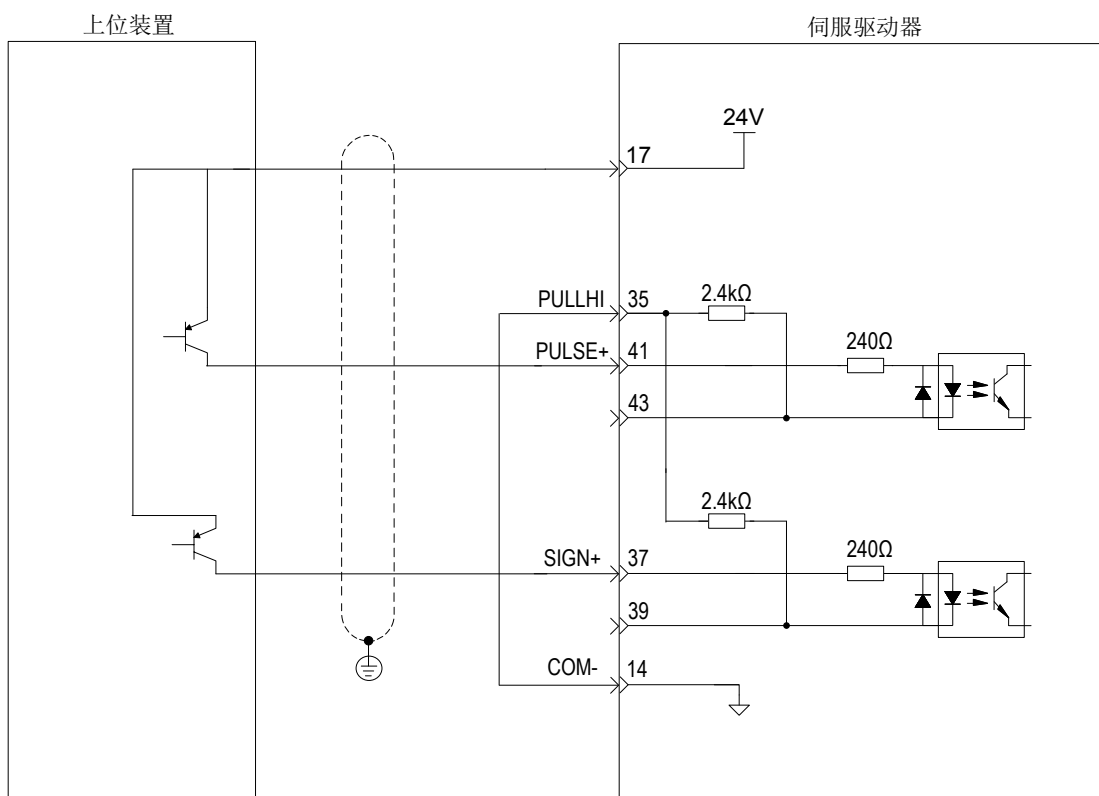 上位装置
伺服驱动器
24V
17
PULLHI 35 2.4kΩ
PULSE+ 41 240Ω
43
2.4kΩ
SIGN+ 37 240Ω
39
COM- 14